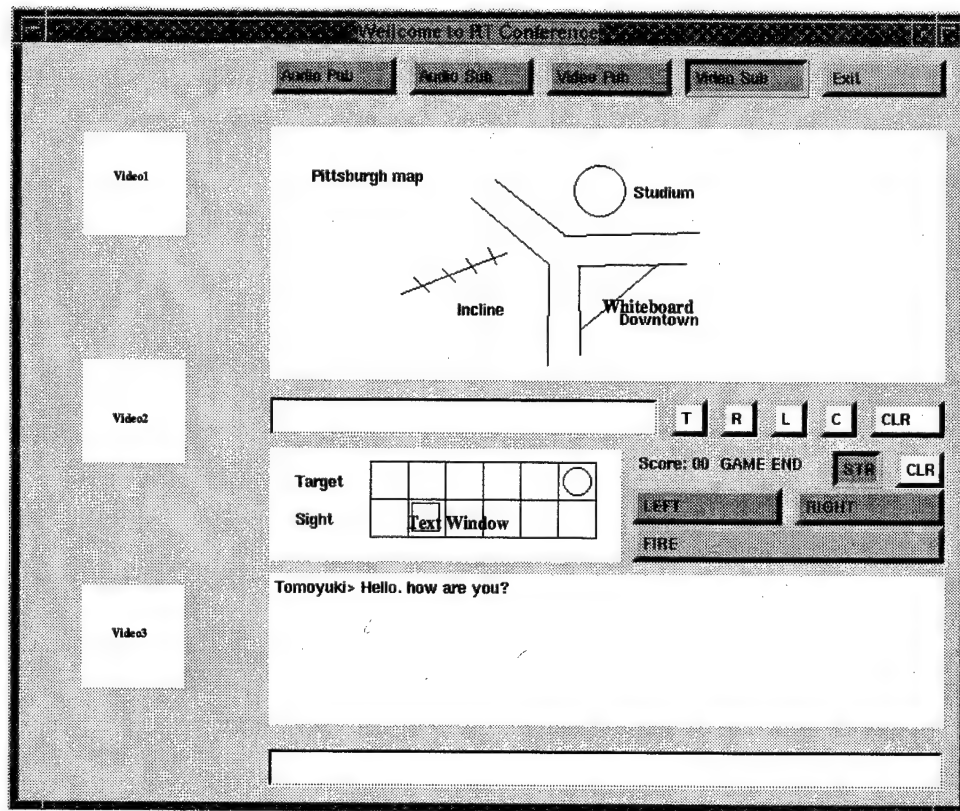 Wellcome to RT Conference
Audio Pub Audio Sub Video Pub Video Sub Exit
Video1
Pittsburgh map
Studium
Incline
Whiteboard
Downtown
Video2
T R L C CLR
Target
Sight
Text Window
Score: 00 GAME END STR CLR
LEFT RIGHT
FIRE
Tomoyuki> Hello. how are you?
Video3